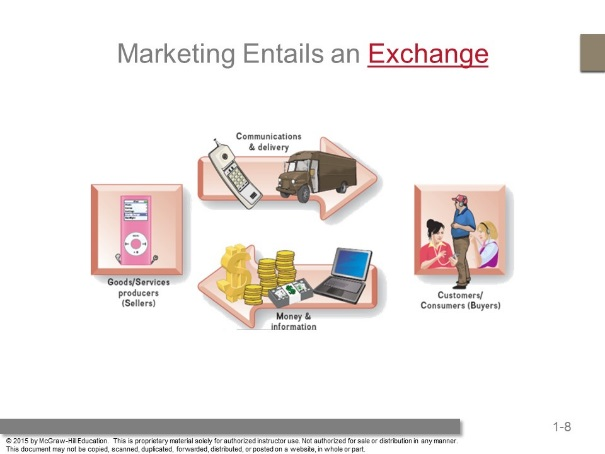 Marketing Entails an Exchange
Communications
& delivery
Goods/Services
producers
(Sellers)
Money &
information
Customers/
Consumers (Buyers)
1-8
© 2015 by McGraw-Hill Education. This is proprietary material solely for authorized instructor use. Not authorized for sale or distribution in any manner.
This document may not be copied, scanned, duplicated, forwarded, distributed, or posted on a website, in whole or part.